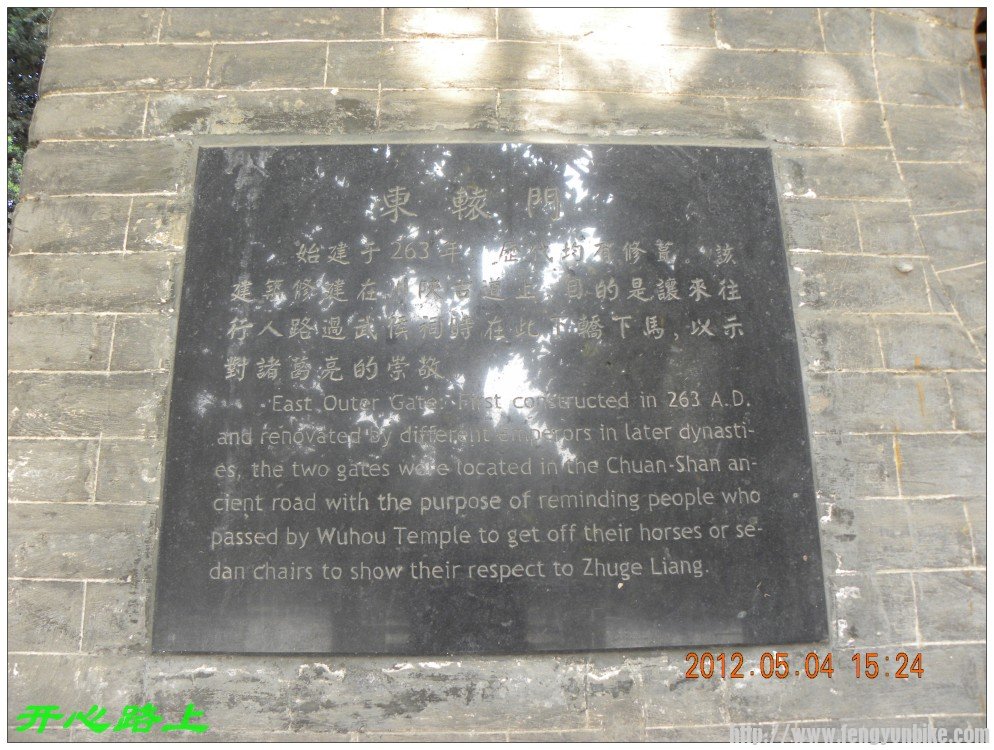 東轅門
始建于263年 歷代均有修葺。該
建築修建在川陝古道上,目的是讓來往
行人路過武侯祠時在此下轎下馬,以示
對諸葛亮的崇敬
East Outer Gate: First constructed in 263 A.D.
and renovated by different emperors in later dynasti-
es, the two gates were located in the Chuan-Shan an-
cient road with the purpose of reminding people who
passed by Wuhou Temple to get off their horses or se-
dan chairs to show their respect to Zhuge Liang.
2012.05.04 15:24
开心路上
http://www.fengyunbike.com